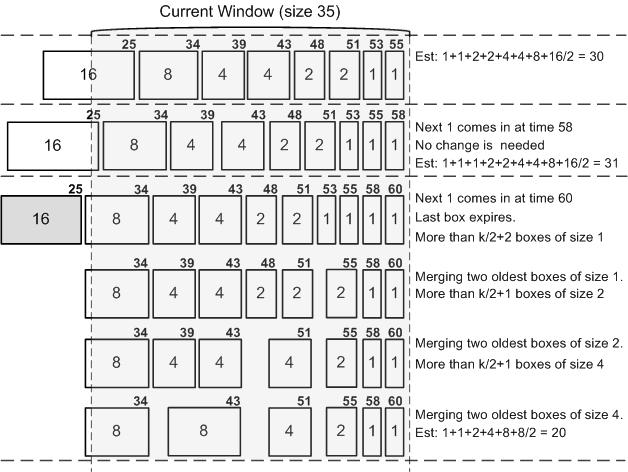 Current Window (size 35)
25 34 39 43 48 51 53 55
16 8 4 4 2 2 1 1
Est: 1+1+2+2+4+4+8+16/2 = 30
25 34 39 43 48 51 53 55 58
16 8 4 4 2 2 1 1 1
Next 1 comes in at time 58
No change is needed
Est: 1+1+1+2+2+4+4+8+16/2 = 31
25 34 39 43 48 51 53 55 58 60
16 8 4 4 2 2 1 1 1 1
Next 1 comes in at time 60
Last box expires.
More than k/2+2 boxes of size 1
34 39 43 48 51 55 58 60
8 4 4 2 2 2 1 1
Merging two oldest boxes of size 1.
More than k/2+1 boxes of size 2
34 39 43 51 55 58 60
8 4 4 4 2 1 1
Merging two oldest boxes of size 2.
More than k/2+1 boxes of size 4
34 43 51 55 58 60
8 8 4 2 1 1
Merging two oldest boxes of size 4.
Est: 1+1+2+4+8+8/2 = 20